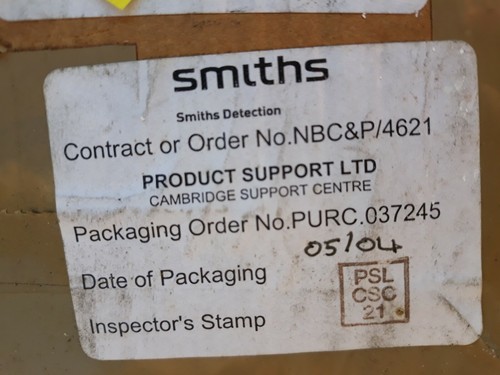 smiths
Smiths Detection
Contract or Order No.NBC&P/4621
PRODUCT SUPPORT LTD
CAMBRIDGE SUPPORT CENTRE
Packaging Order No.PURC.037245
05/04
Date of Packaging
PSL
CSC
21
Inspector's Stamp